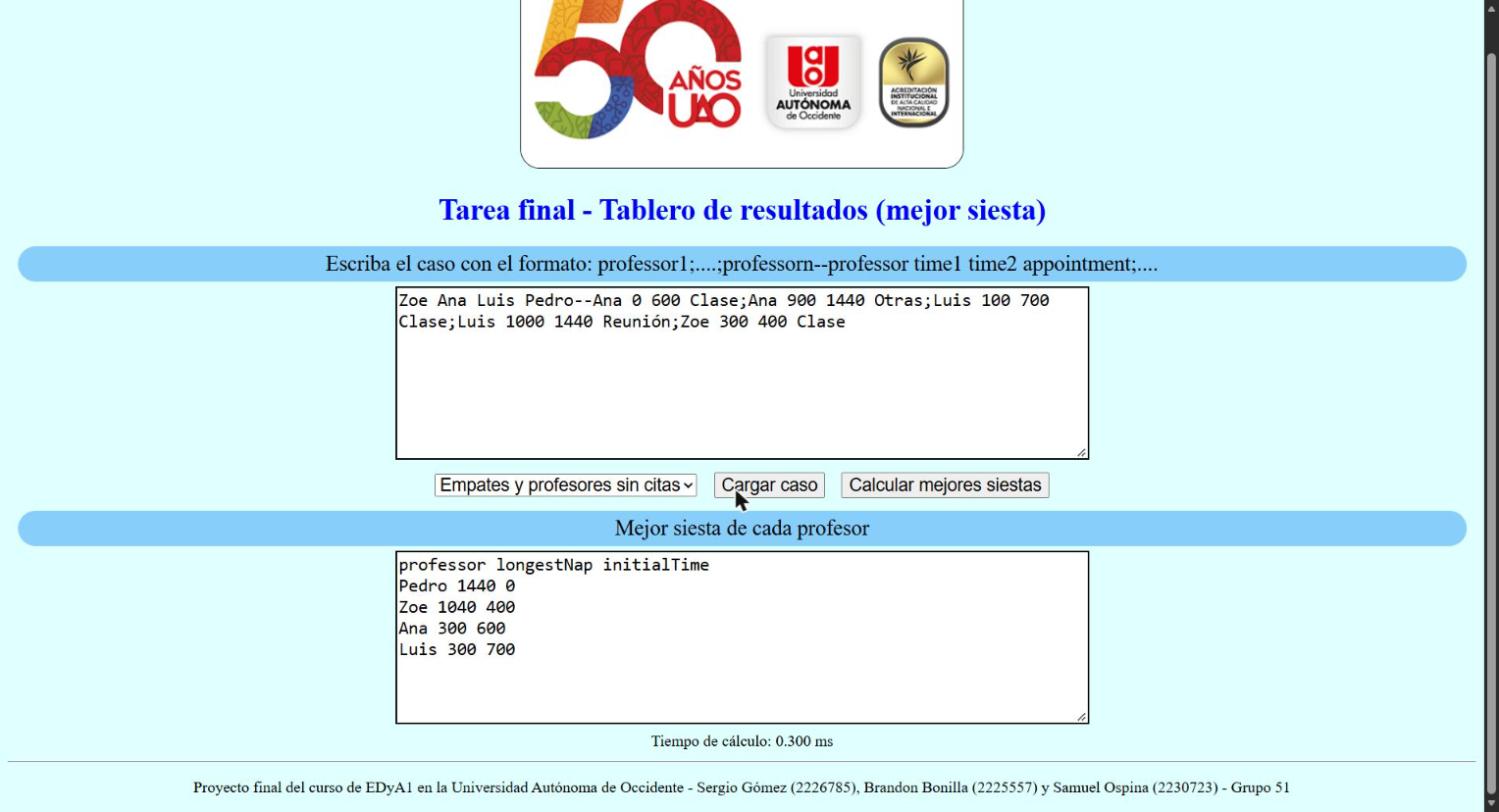 50
AÑOS
UAO
Universidad
AUTÓNOMA
de Occidente
ACREDITACIÓN
INSTITUCIONAL
DE ALTA CALIDAD
NACIONAL E
INTERNACIONAL
Tarea final - Tablero de resultados (mejor siesta)
Escriba el caso con el formato: professor1;....;professorn--professor time1 time2 appointment;....
Zoe Ana Luis Pedro--Ana 0 600 Clase;Ana 900 1440 Otras;Luis 100 700
Clase;Luis 1000 1440 Reunión;Zoe 300 400 Clase
Empates y profesores sin citas
Cargar caso
Calcular mejores siestas
Mejor siesta de cada profesor
professor longestNap initialTime
Pedro 1440 0
Zoe 1040 400
Ana 300 600
Luis 300 700
Tiempo de cálculo: 0.300 ms
Proyecto final del curso de EDyA1 en la Universidad Autónoma de Occidente - Sergio Gómez (2226785), Brandon Bonilla (2225557) y Samuel Ospina (2230723) - Grupo 51